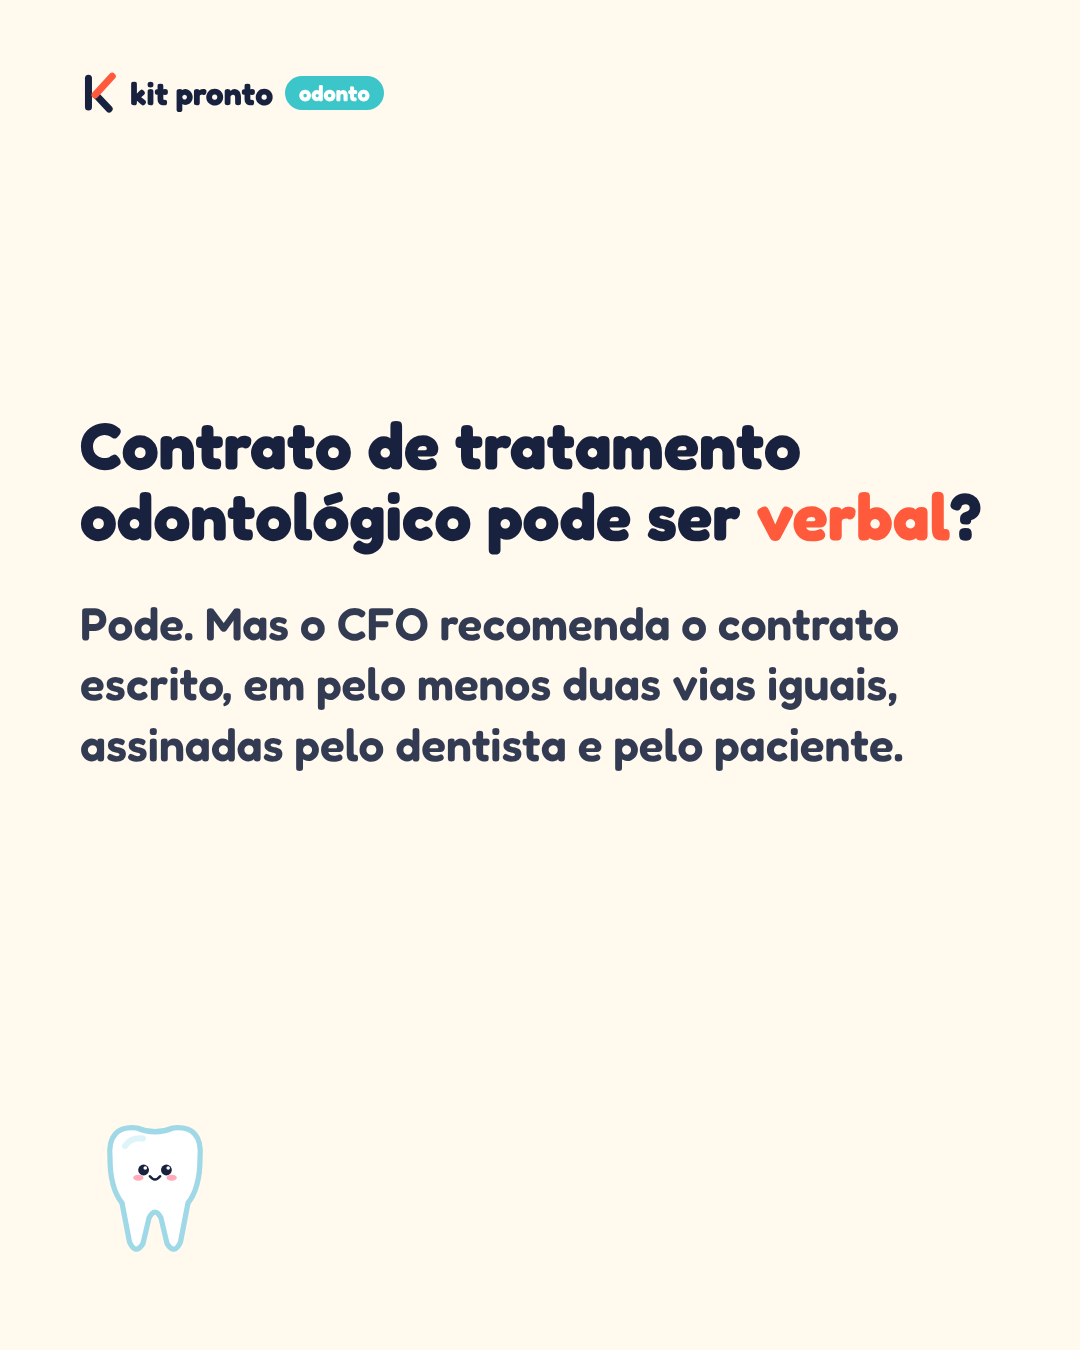 kit pronto odonto
Contrato de tratamento
odontológico pode ser verbal?
Pode. Mas o CFO recomenda o contrato
escrito, em pelo menos duas vias iguais,
assinadas pelo dentista e pelo paciente.